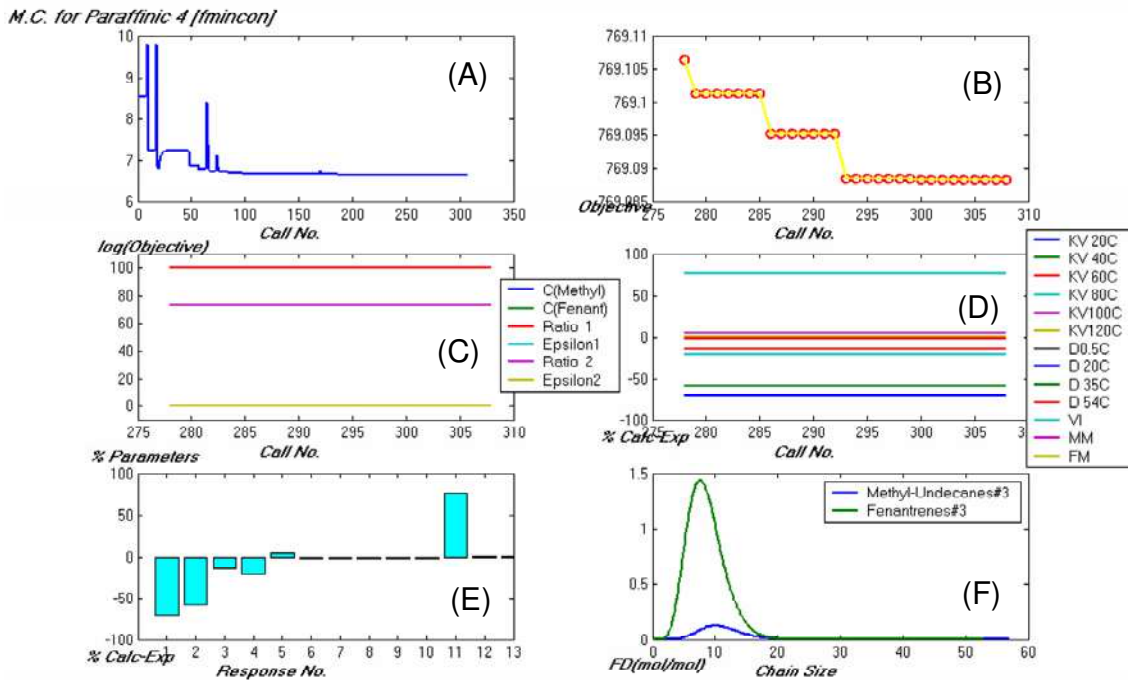 M.C. for Paraffinic 4 [fmincon]
10
9
8
7
6
(A)
0 50 100 150 200 250 300 350
Call No.
log(Objective)
769.11
769.105
769.1
769.095
769.09
769.085
(B)
Objective
275 280 285 290 295 300 305 310
Call No.
100
80
60
40
20
0
(C)
C(Methyl)
C(Fenant)
Ratio 1
Epsilon1
Ratio 2
Epsilon2
275 280 285 290 295 300 305 310
% Parameters
Call No.
100
50
0
-50
-100
(D)
KV 20C
KV 40C
KV 60C
KV 80C
KV100C
KV120C
D0.5C
D 20C
D 35C
D 54C
VI
MM
FM
275 280 285 290 295 300 305
% Calc-Exp
Call No.
100
50
0
-50
-100
(E)
1 2 3 4 5 6 7 8 9 10 11 12 13
% Calc-Exp
Response No.
1.5
1
0.5
0
Methyl-Undecanes#3
Fenantrenes#3
(F)
0 10 20 30 40 50 60
FD(mol/mol)
Chain Size